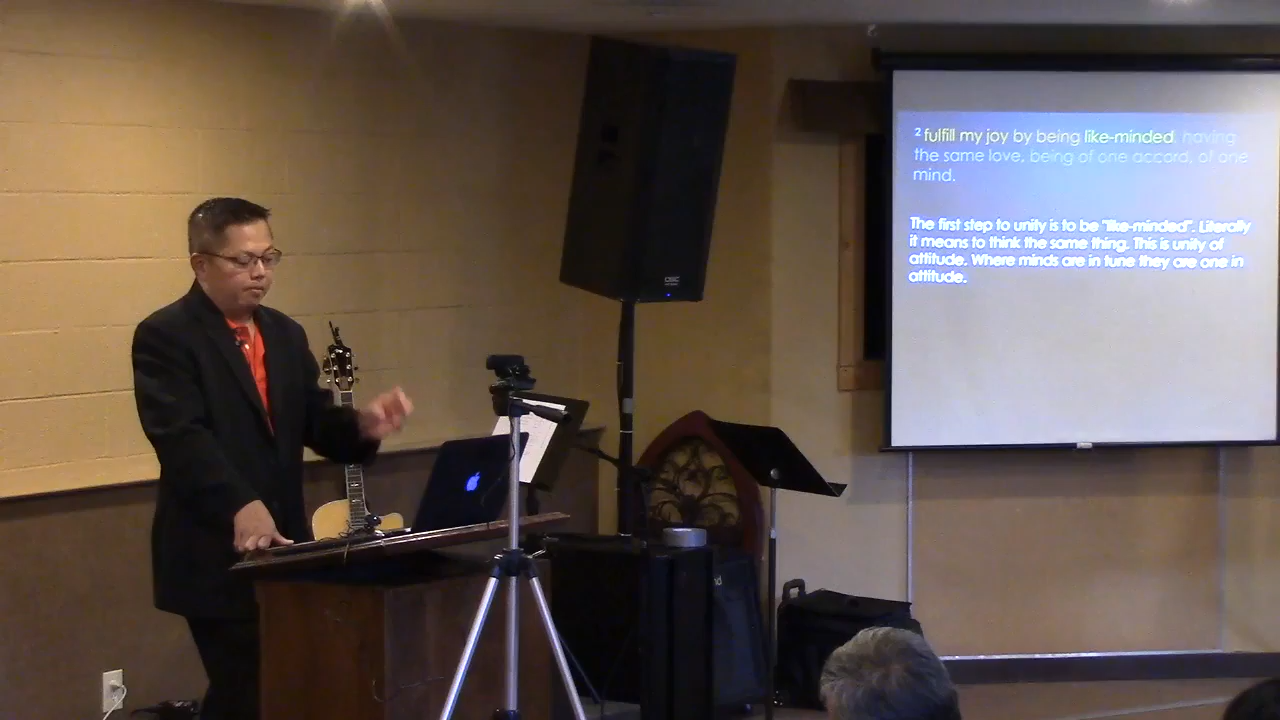 2 fulfill my joy by being like-minded, having
the same love, being of one accord, of one
mind.
The first step to unity is to be "like-minded". Literally
it means to think the same thing. This is unity of
attitude. Where minds are in tune they are one in
attitude.